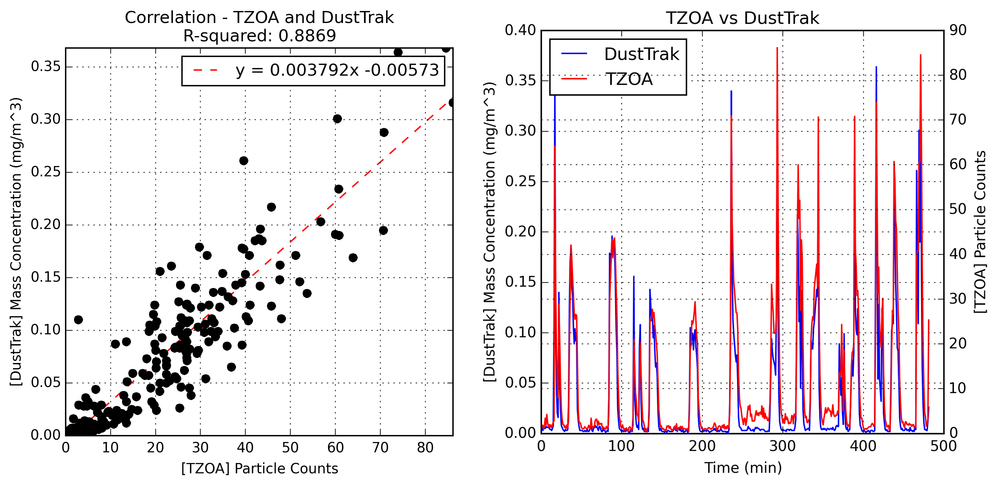 Correlation - TZOA and DustTrak
R-squared: 0.8869
y = 0.003792x -0.00573
[DustTrak] Mass Concentration (mg/m^3)
0.35
0.30
0.25
0.20
0.15
0.10
0.05
0.00
0 10 20 30 40 50 60 70 80
[TZOA] Particle Counts
TZOA vs DustTrak
DustTrak
TZOA
[DustTrak] Mass Concentration (mg/m^3)
0.40
0.35
0.30
0.25
0.20
0.15
0.10
0.05
0.00
0 100 200 300 400 500
Time (min)
90
80
70
60
50
40
30
20
10
0
[TZOA] Particle Counts